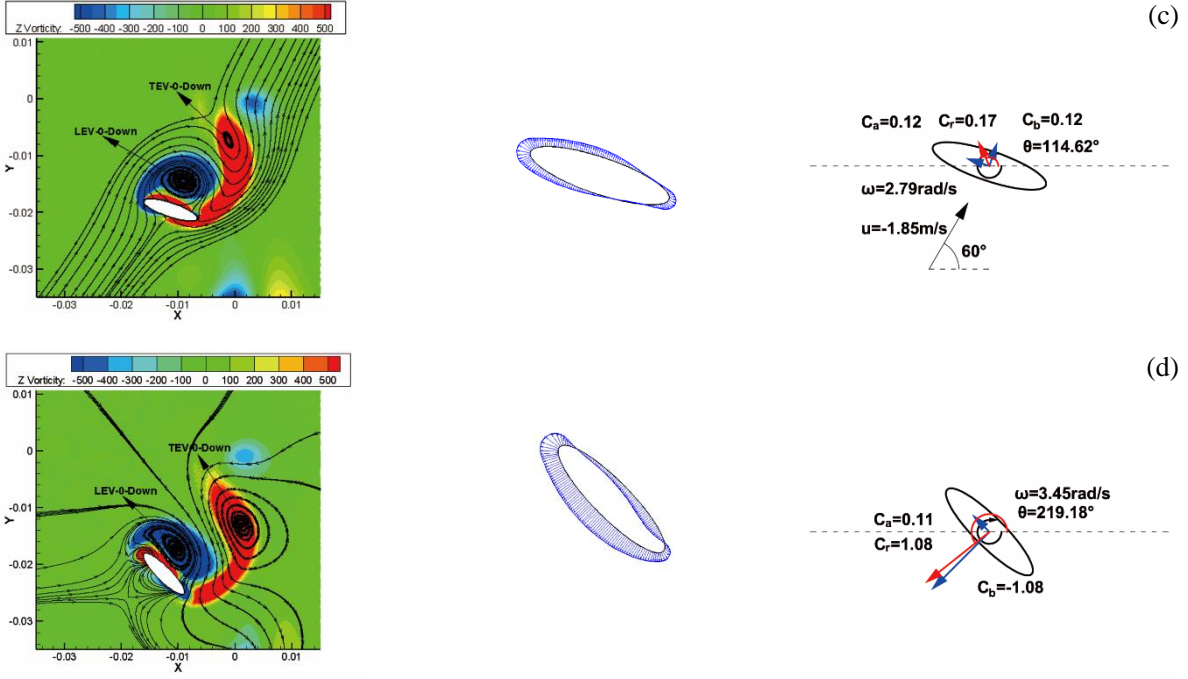 (c)
Z Vorticity: -500 -400 -300 -200 -100 0 100 200 300 400 500
0.01
0
-0.01
-0.02
-0.03
Y
TEV-0-Down
LEV-0-Down
-0.03 -0.02 -0.01 0 0.01
X
Ca=0.12 Cr=0.17 Cb=0.12
θ=114.62°
ω=2.79rad/s
u=-1.85m/s
60°
(d)
Z Vorticity: -500 -400 -300 -200 -100 0 100 200 300 400 500
0.01
0
-0.01
-0.02
-0.03
Y
TEV-0-Down
LEV-0-Down
-0.03 -0.02 -0.01 0 0.01
X
ω=3.45rad/s
θ=219.18°
Ca=0.11
Cr=1.08
Cb=-1.08